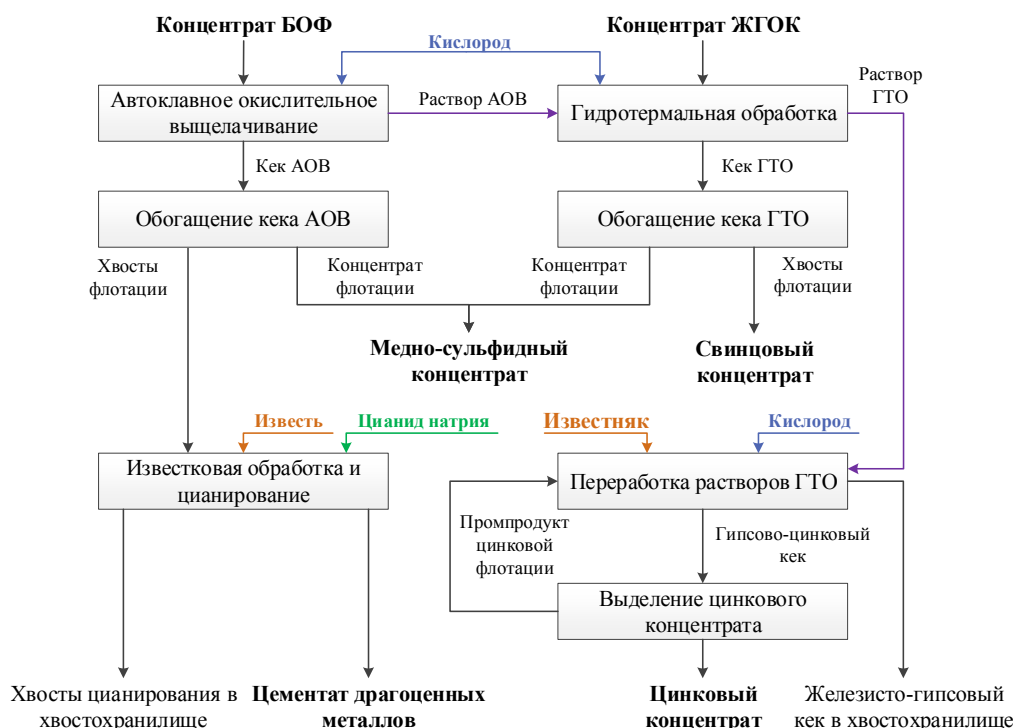 Концентрат БОФ
Концентрат ЖГОК
Кислород
Раствор
ГТО
Автоклавное окислительное
выщелачивание
Раствор АОВ
Гидротермальная обработка
Кек АОВ
Кек ГТО
Обогащение кека АОВ
Обогащение кека ГТО
Хвосты
флотации
Концентрат
флотации
Концентрат
флотации
Хвосты
флотации
Медно-сульфидный
концентрат
Свинцовый
концентрат
Известь
Цианид натрия
Известняк
Кислород
Известковая обработка и
цианирование
Переработка растворов ГТО
Промпродукт
цинковой
флотации
Гипсово-цинковый
кек
Выделение цинкового
концентрата
Хвосты цианирования в
хвостохранилище
Цементат драгоценных
металлов
Цинковый
концентрат
Железисто-гипсовый
кек в хвостохранилище